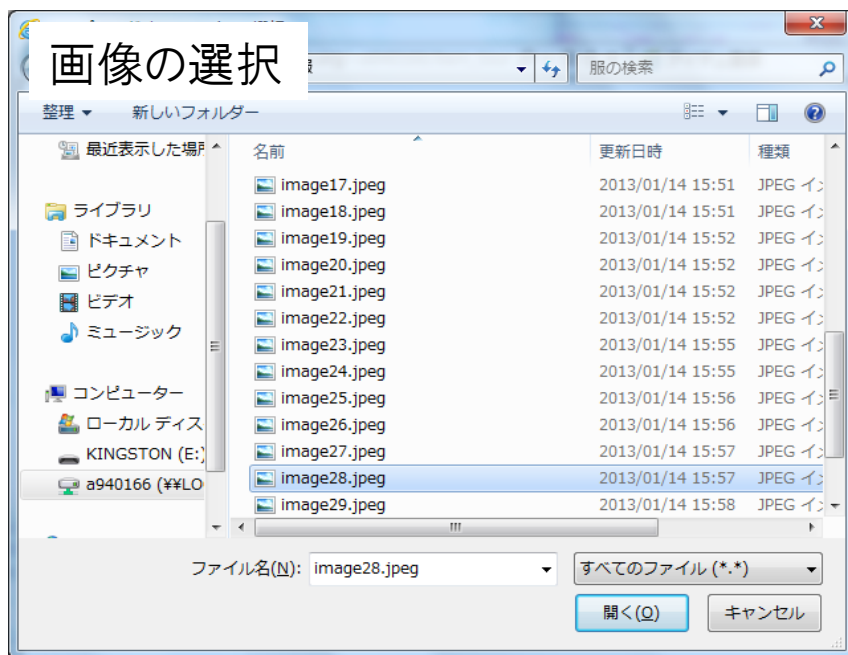 画像の選択
服の検索
整理 新しいフォルダー
最近表示した場所
ライブラリ
ドキュメント
ピクチャ
ビデオ
ミュージック
コンピューター
ローカル ディス
KINGSTON (E:)
a940166 (¥¥LO
名前 更新日時 種類
image17.jpeg 2013/01/14 15:51 JPEG イ
image18.jpeg 2013/01/14 15:51 JPEG イ
image19.jpeg 2013/01/14 15:52 JPEG イ
image20.jpeg 2013/01/14 15:52 JPEG イ
image21.jpeg 2013/01/14 15:52 JPEG イ
image22.jpeg 2013/01/14 15:52 JPEG イ
image23.jpeg 2013/01/14 15:55 JPEG イ
image24.jpeg 2013/01/14 15:55 JPEG イ
image25.jpeg 2013/01/14 15:56 JPEG イ
image26.jpeg 2013/01/14 15:56 JPEG イ
image27.jpeg 2013/01/14 15:57 JPEG イ
image28.jpeg 2013/01/14 15:57 JPEG イ
image29.jpeg 2013/01/14 15:58 JPEG イ
ファイル名(N): image28.jpeg すべてのファイル (*.*)
開く(O) キャンセル